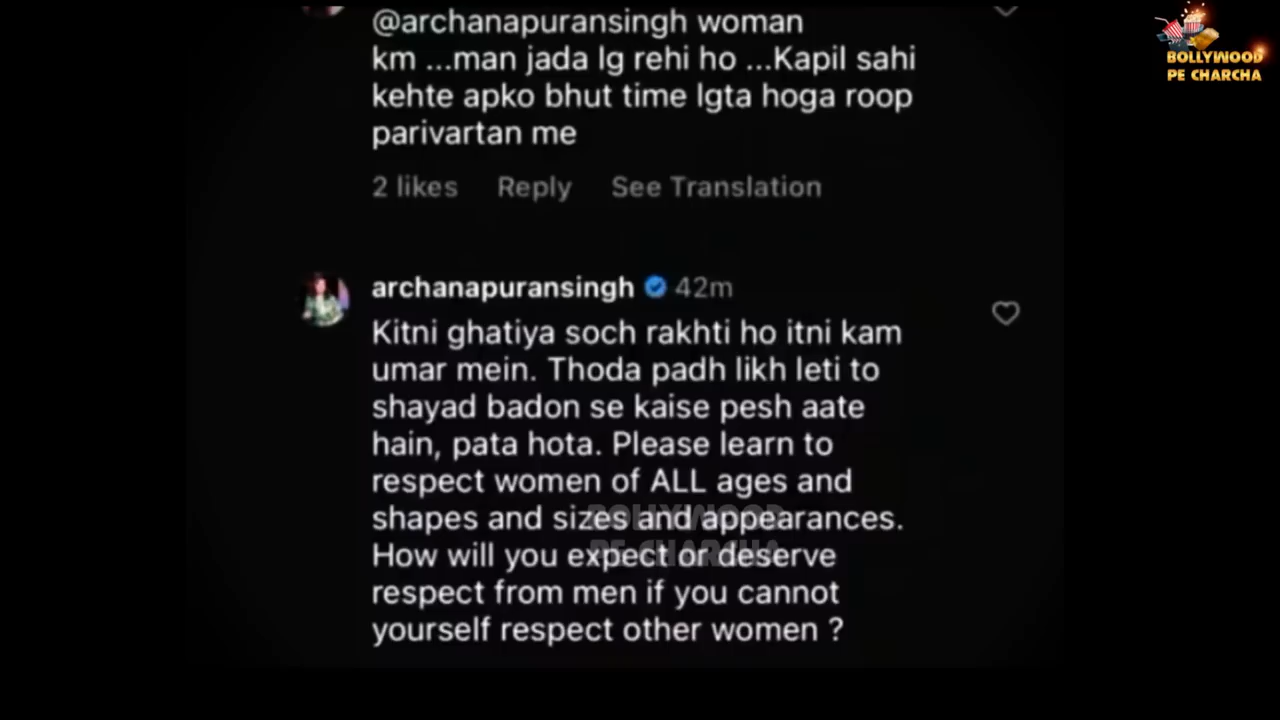 @archanapuransingh woman
km ...man jada lg rehi ho ...Kapil sahi
kehte apko bhut time lgta hoga roop
parivartan me
2 likes Reply See Translation
archanapuransingh 42m
Kitni ghatiya soch rakhti ho itni kam
umar mein. Thoda padh likh leti to
shayad badon se kaise pesh aate
hain, pata hota. Please learn to
respect women of ALL ages and
shapes and sizes and appearances.
How will you expect or deserve
respect from men if you cannot
yourself respect other women ?
BOLLYWOOD
PE CHARCHA
BOLLYWOOD
PE CHARCHA